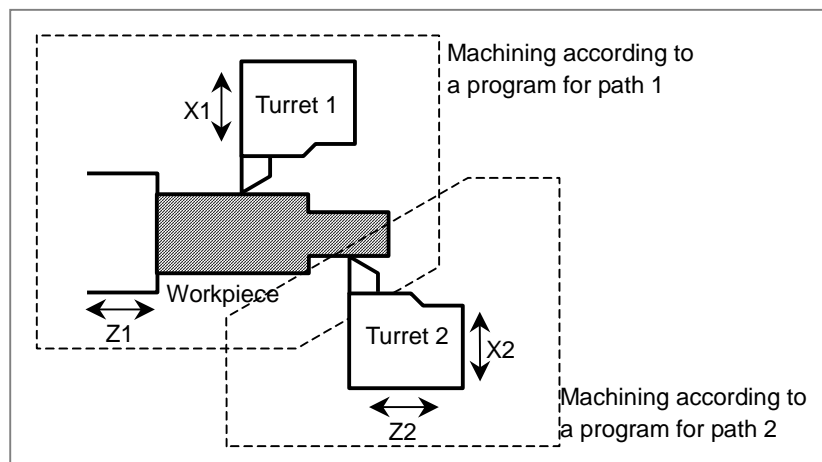 Machining according to
a program for path 1
X1
Turret 1
Workpiece
Z1
Turret 2
X2
Z2
Machining according to
a program for path 2